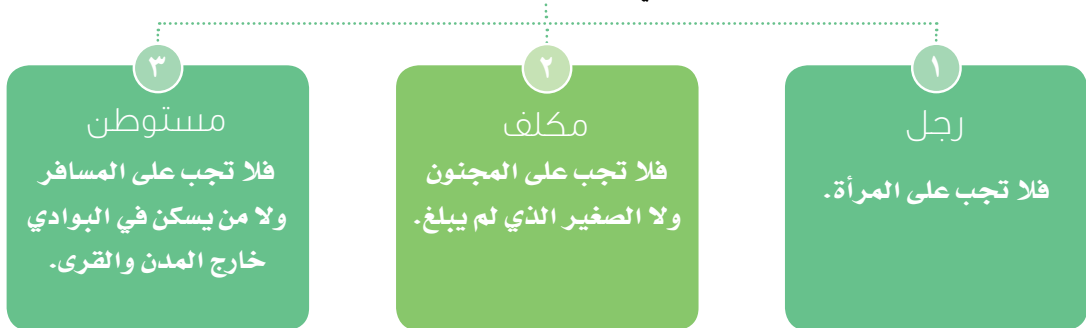 ١
رجل
فلا تجب على المرأة.
٢
مكلف
فلا تجب على المجنون
ولا الصغير الذي لم يبلغ.
٣
مستوطن
فلا تجب على المسافر
ولا من يسكن في البوادي
خارج المدن والقرى.